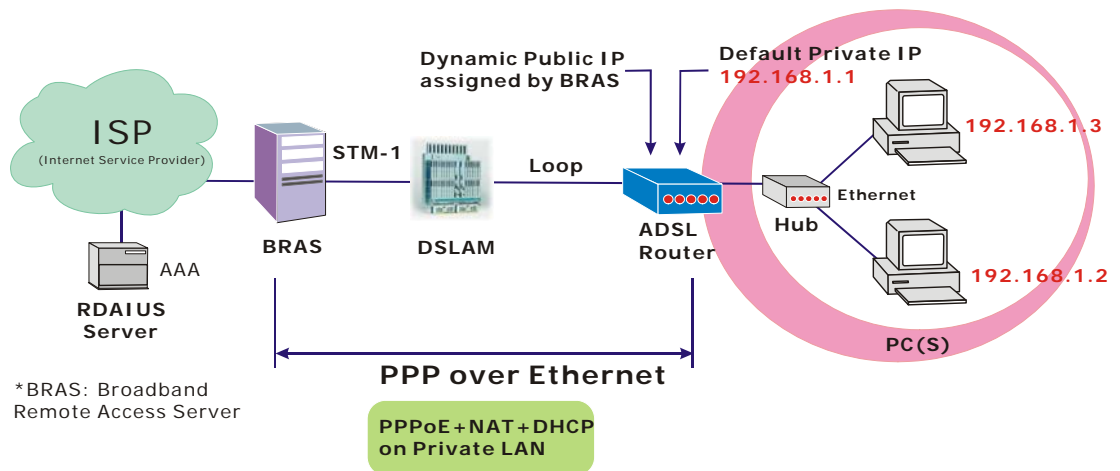 Dynamic Public IP
assigned by BRAS
Default Private IP
192.168.1.1
ISP
(Internet Service Provider)
192.168.1.3
STM-1
Loop
Ethernet
Hub
BRAS
DSLAM
ADSL
Router
AAA
192.168.1.2
RDAIUS
Server
PC(S)
PPP over Ethernet
*BRAS: Broadband
Remote Access Server
PPPoE+NAT+DHCP
on Private LAN